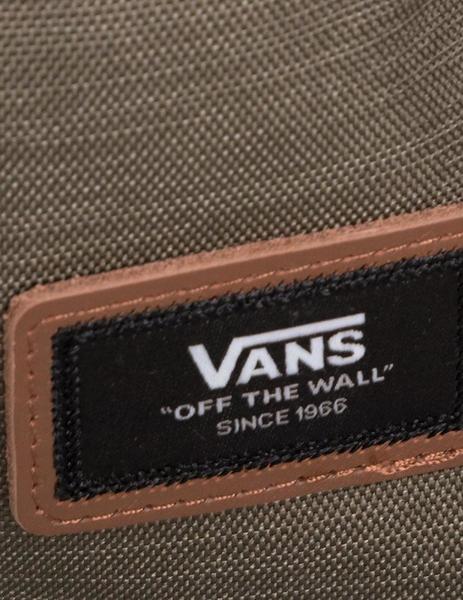 VANS
“OFF THE WALL”
SINCE 1966